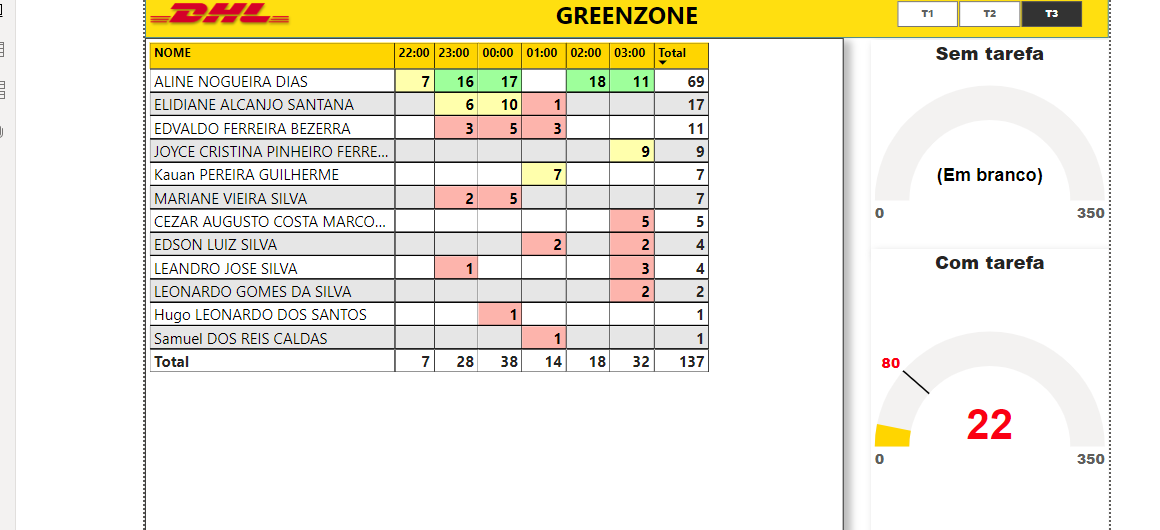 DHL
GREENZONE
T1 T2 T3
NOME 22:00 23:00 00:00 01:00 02:00 03:00 Total
ALINE NOGUEIRA DIAS 7 16 17 18 11 69
ELIDIANE ALCANJO SANTANA 6 10 1 17
EDVALDO FERREIRA BEZERRA 3 5 3 11
JOYCE CRISTINA PINHEIRO FERRE... 9 9
Kauan PEREIRA GUILHERME 7 7
MARIANE VIEIRA SILVA 2 5 7
CEZAR AUGUSTO COSTA MARCO... 5 5
EDSON LUIZ SILVA 2 2 4
LEANDRO JOSE SILVA 1 3 4
LEONARDO GOMES DA SILVA 2 2
Hugo LEONARDO DOS SANTOS 1 1
Samuel DOS REIS CALDAS 1 1
Total 7 28 38 14 18 32 137
Sem tarefa
(Em branco)
0 350
Com tarefa
80
22
0 350